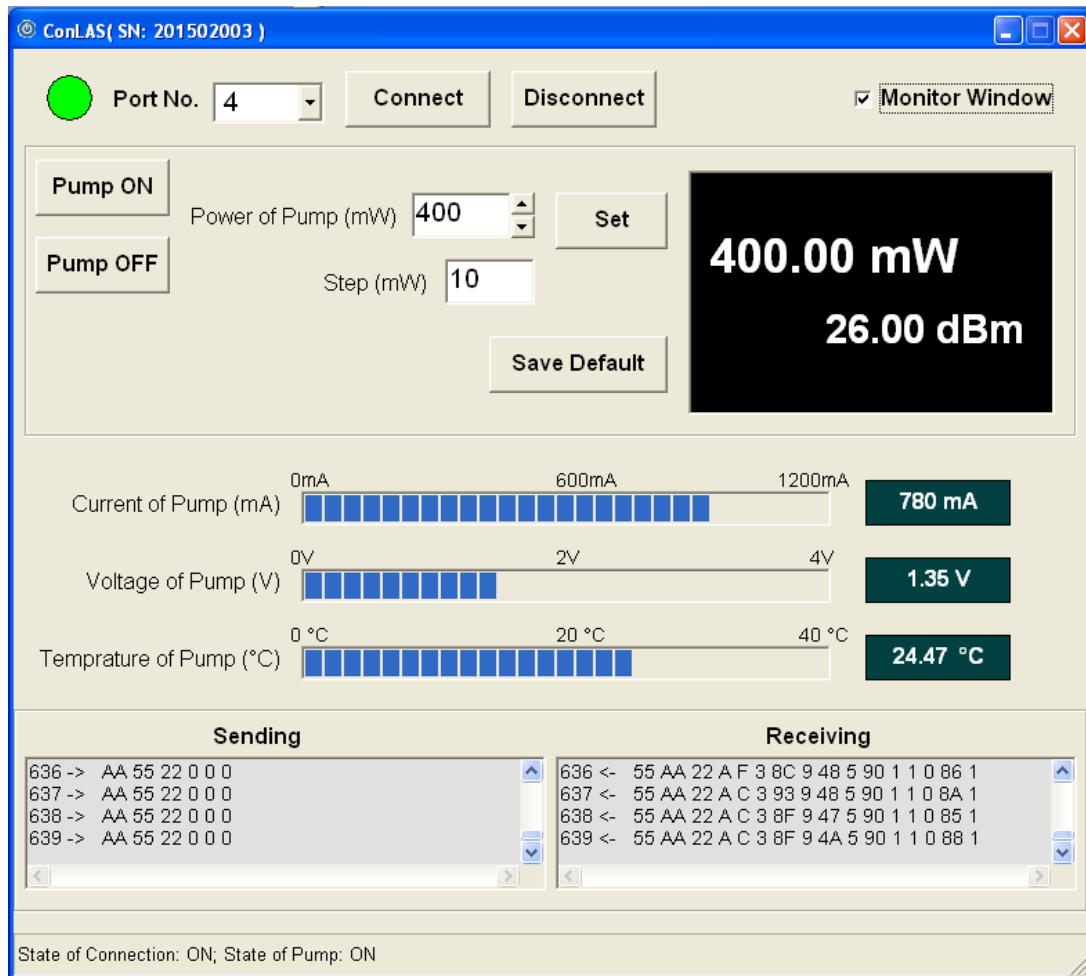 ConLAS( SN: 201502003 )
Port No. 4 Connect Disconnect Monitor Window
Pump ON
Pump OFF
Power of Pump (mW) 400 Set
Step (mW) 10
Save Default
400.00 mW
26.00 dBm
0mA 600mA 1200mA
Current of Pump (mA) 780 mA
0V 2V 4V
Voltage of Pump (V) 1.35 V
0 °C 20 °C 40 °C
Temprature of Pump (°C) 24.47 °C
Sending
636 -> AA 55 22 0 0 0
637 -> AA 55 22 0 0 0
638 -> AA 55 22 0 0 0
639 -> AA 55 22 0 0 0
Receiving
636 <- 55 AA 22 A F 3 8C 9 48 5 90 1 1 0 86 1
637 <- 55 AA 22 A C 3 93 9 48 5 90 1 1 0 8A 1
638 <- 55 AA 22 A C 3 8F 9 47 5 90 1 1 0 85 1
639 <- 55 AA 22 A C 3 8F 9 4A 5 90 1 1 0 88 1
State of Connection: ON; State of Pump: ON